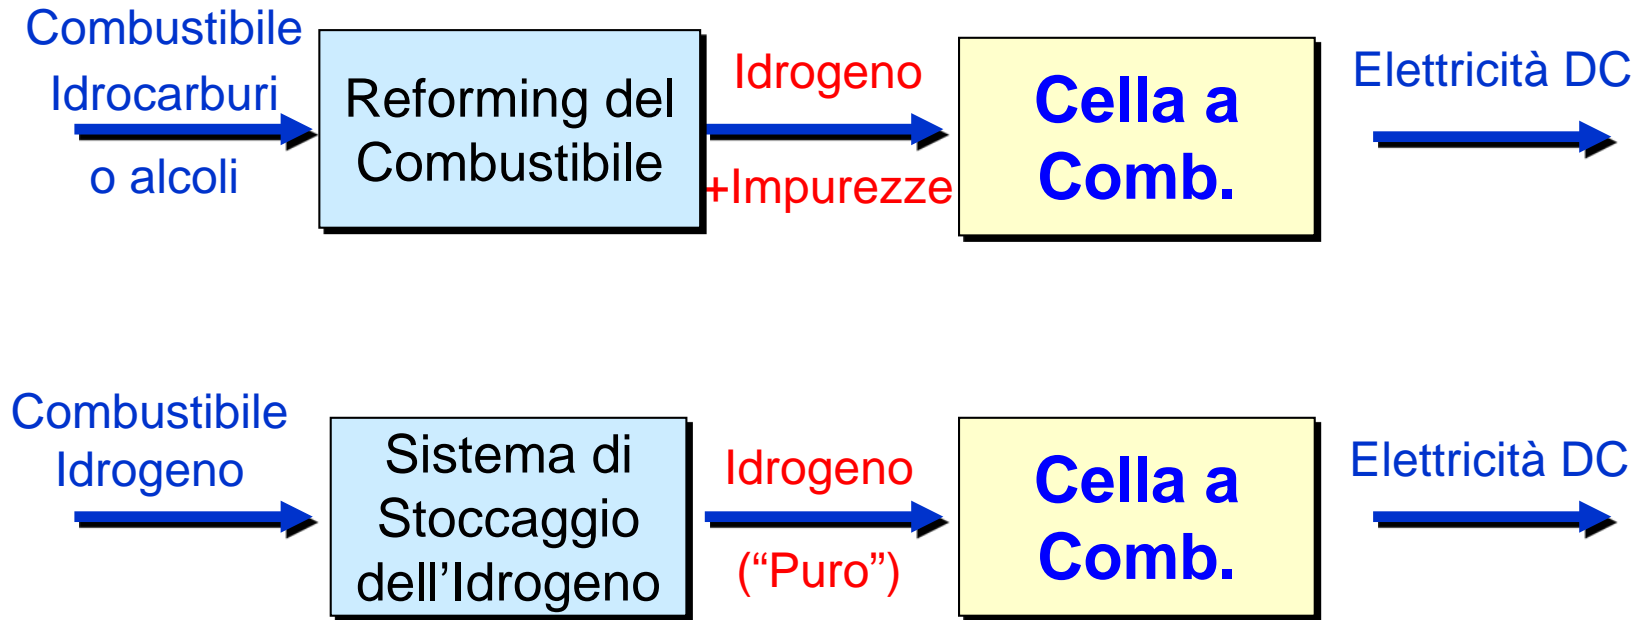 Combustibile
Idrocarburi
o alcoli
Reforming del
Combustibile
Idrogeno
+Impurezze
Cella a
Comb.
Elettricità DC
Combustibile
Idrogeno
Sistema di
Stoccaggio
dell’Idrogeno
Idrogeno
(“Puro”)
Cella a
Comb.
Elettricità DC